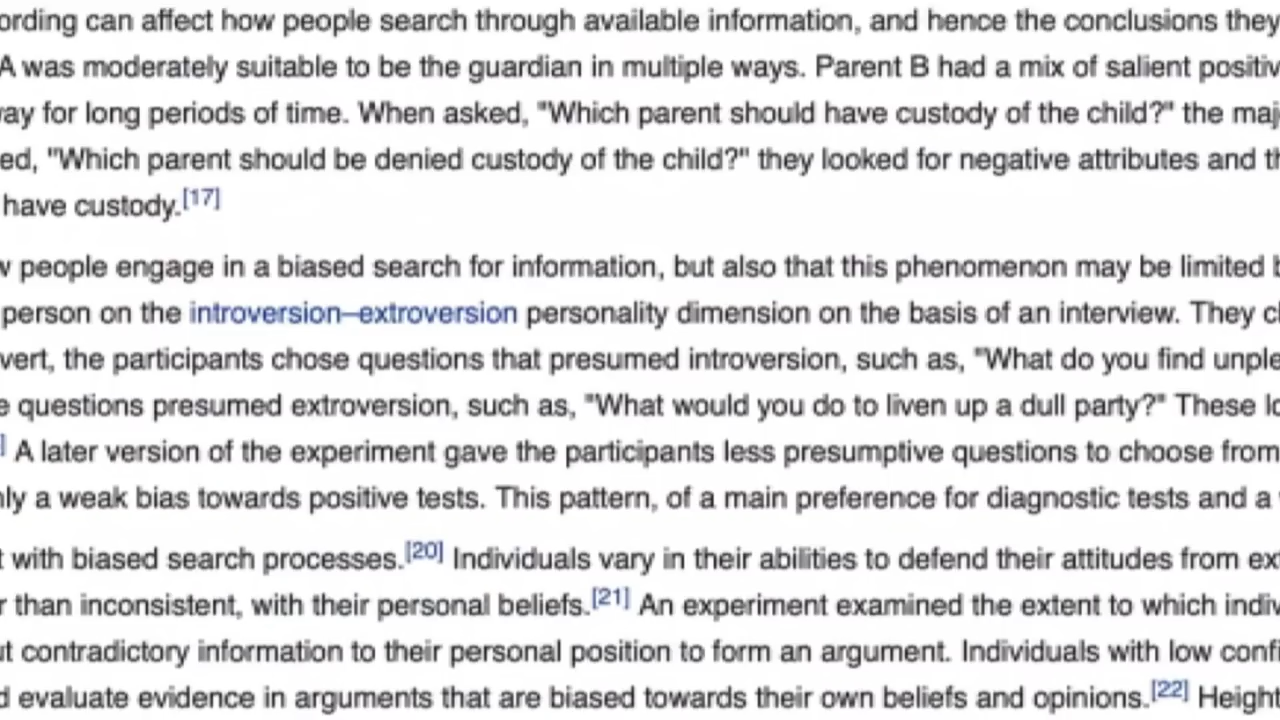 ording can affect how people search through available information, and hence the conclusions they
A was moderately suitable to be the guardian in multiple ways. Parent B had a mix of salient positiv
ay for long periods of time. When asked, "Which parent should have custody of the child?" the maj
ed, "Which parent should be denied custody of the child?" they looked for negative attributes and th
have custody.[17]
w people engage in a biased search for information, but also that this phenomenon may be limited b
person on the introversion–extroversion personality dimension on the basis of an interview. They ch
vert, the participants chose questions that presumed introversion, such as, "What do you find unple
e questions presumed extroversion, such as, "What would you do to liven up a dull party?" These lo
] A later version of the experiment gave the participants less presumptive questions to choose from
nly a weak bias towards positive tests. This pattern, of a main preference for diagnostic tests and a
t with biased search processes.[20] Individuals vary in their abilities to defend their attitudes from ex
r than inconsistent, with their personal beliefs.[21] An experiment examined the extent to which indiv
ut contradictory information to their personal position to form an argument. Individuals with low confi
d evaluate evidence in arguments that are biased towards their own beliefs and opinions.[22] Height